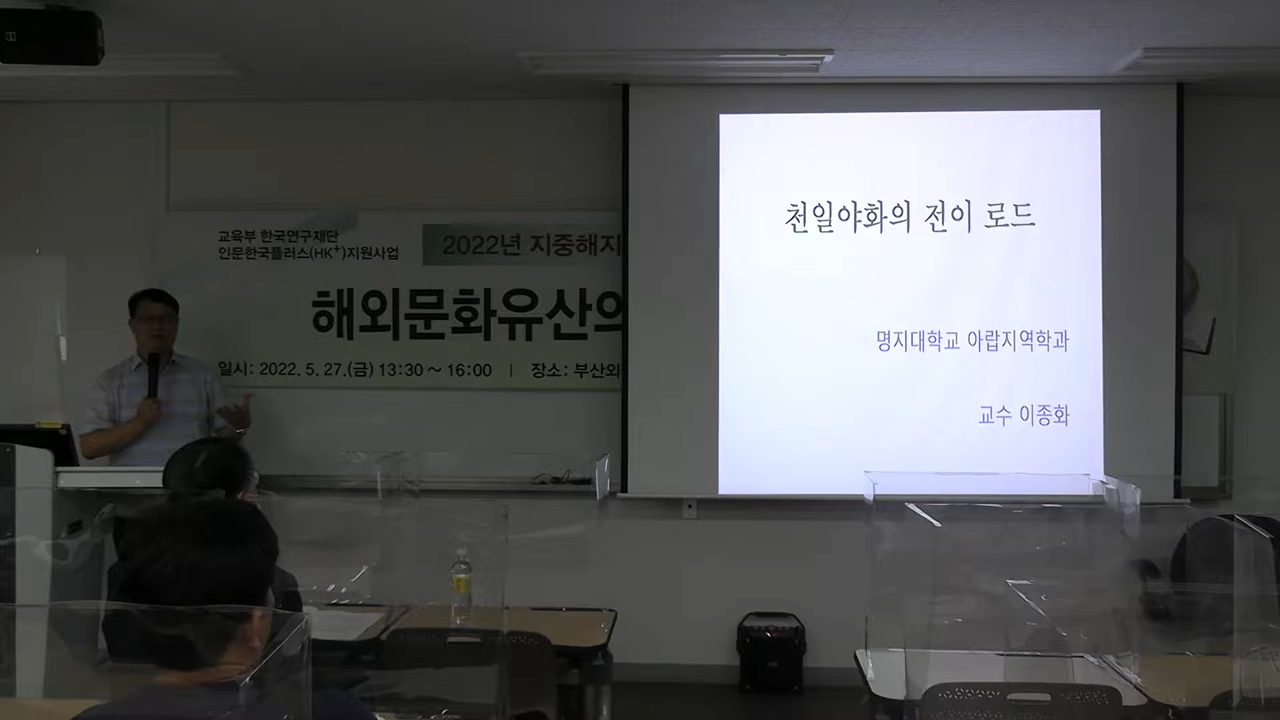 교육부 한국연구재단
인문한국플러스(HK⁺)지원사업
2022년 지중해지
해외문화유산의
일시: 2022. 5. 27.(금) 13:30 ~ 16:00 | 장소: 부산외
천일야화의 전이 로드
명지대학교 아랍지역학과
교수 이종화